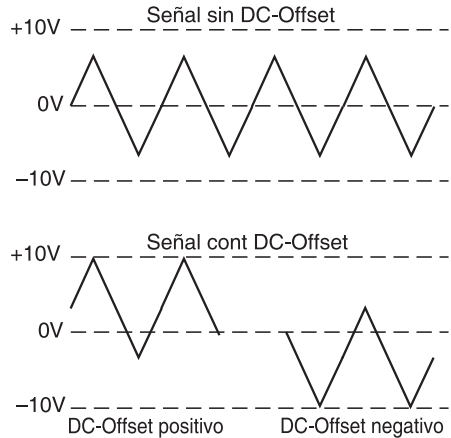 Señal sin DC-Offset
+10V
0V
–10V
Señal cont DC-Offset
+10V
0V
–10V
DC-Offset positivo
DC-Offset negativo